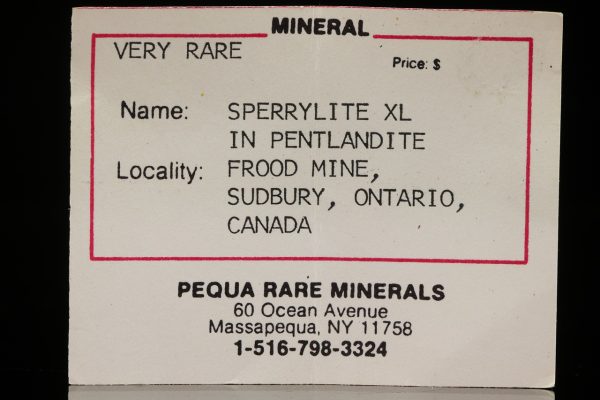 MINERAL
VERY RARE
Price: $
Name: SPERRYLITE XL
IN PENTLANDITE
Locality: FROOD MINE,
SUDBURY, ONTARIO,
CANADA
PEQUA RARE MINERALS
60 Ocean Avenue
Massapequa, NY 11758
1-516-798-3324